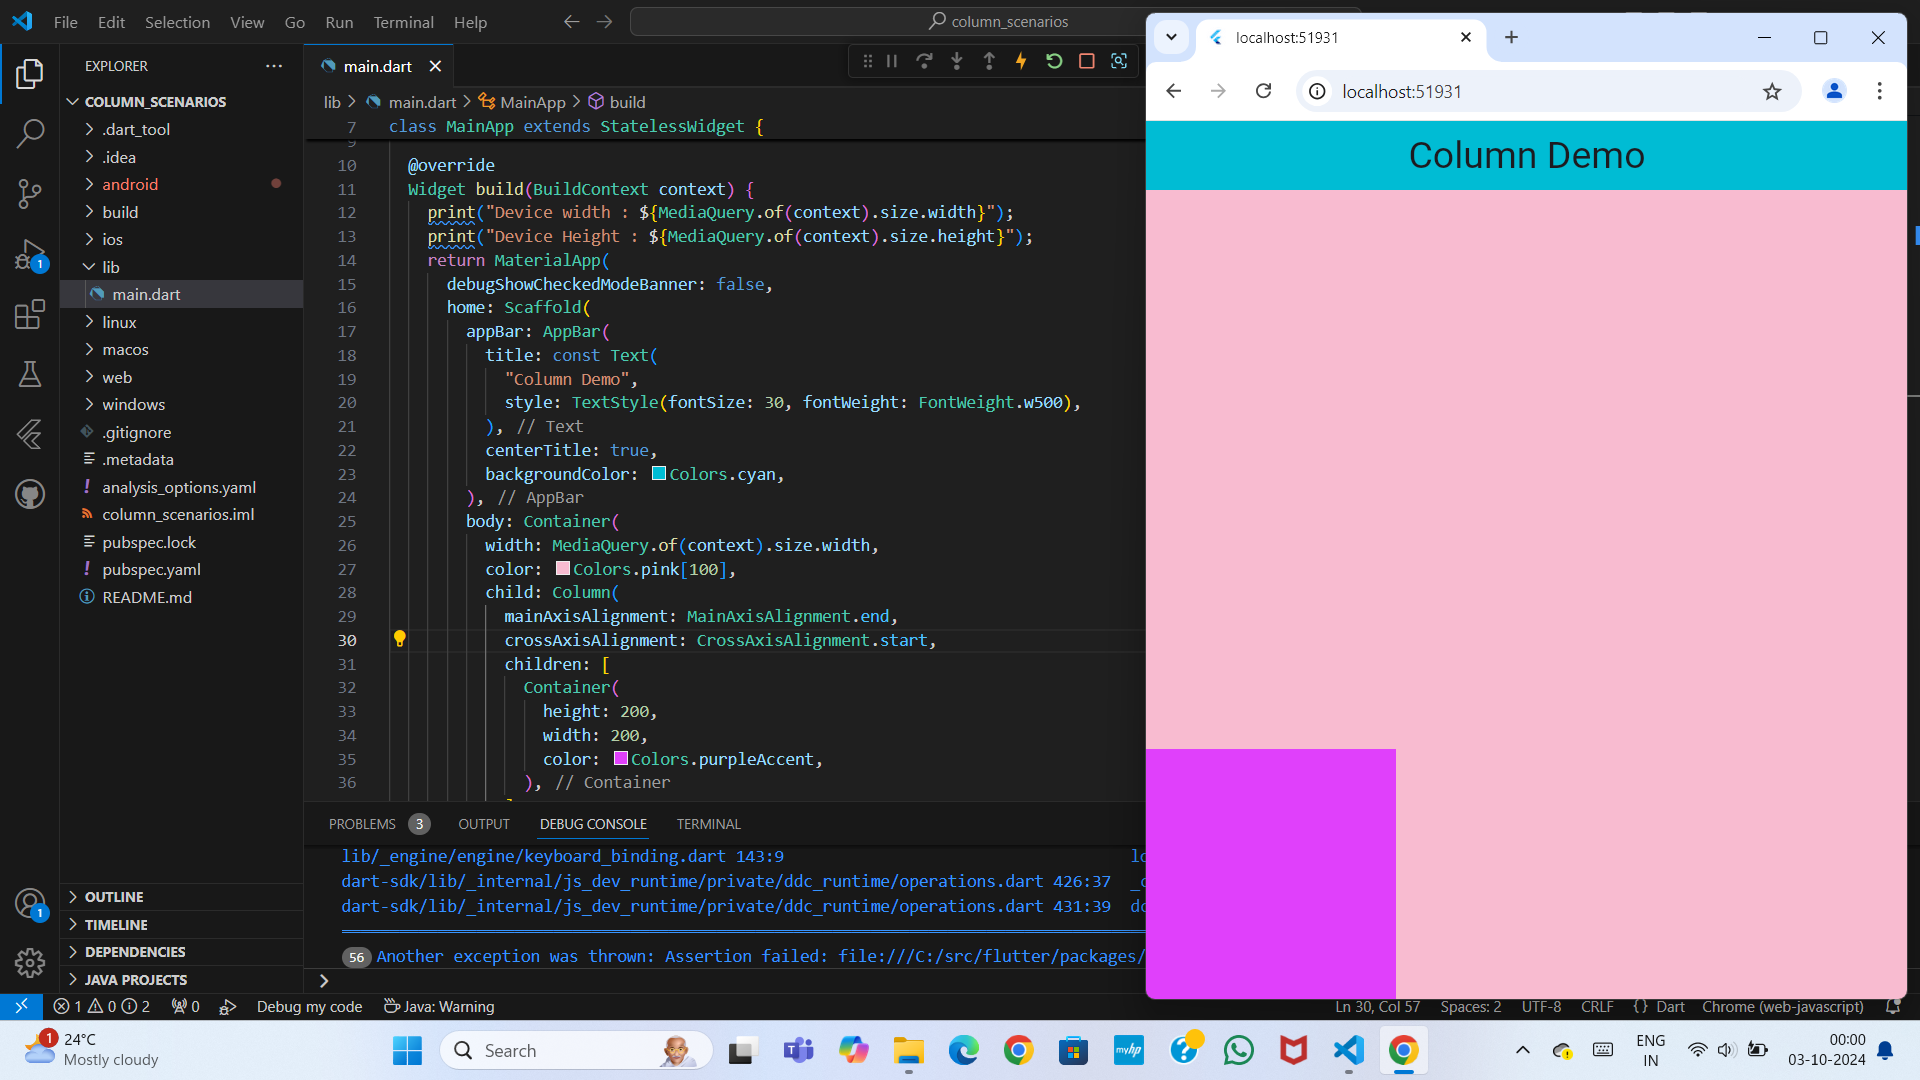 File Edit Selection View Go Run Terminal Help
column_scenarios
EXPLORER
COLUMN_SCENARIOS
.dart_tool
.idea
android
build
ios
lib
main.dart
linux
macos
web
windows
.gitignore
.metadata
analysis_options.yaml
column_scenarios.iml
pubspec.lock
pubspec.yaml
README.md
OUTLINE
TIMELINE
DEPENDENCIES
JAVA PROJECTS
1
1
main.dart
lib > main.dart > MainApp > build
7 class MainApp extends StatelessWidget {
9
10 @override
11 Widget build(BuildContext context) {
12 print("Device width : ${MediaQuery.of(context).size.width}");
13 print("Device Height : ${MediaQuery.of(context).size.height}");
14 return MaterialApp(
15 debugShowCheckedModeBanner: false,
16 home: Scaffold(
17 appBar: AppBar(
18 title: const Text(
19 "Column Demo",
20 style: TextStyle(fontSize: 30, fontWeight: FontWeight.w500),
21 ), // Text
22 centerTitle: true,
23 backgroundColor: Colors.cyan,
24 ), // AppBar
25 body: Container(
26 width: MediaQuery.of(context).size.width,
27 color: Colors.pink[100],
28 child: Column(
29 mainAxisAlignment: MainAxisAlignment.end,
30 crossAxisAlignment: CrossAxisAlignment.start,
31 children: [
32 Container(
33 height: 200,
34 width: 200,
35 color: Colors.purpleAccent,
36 ), // Container
PROBLEMS 3 OUTPUT DEBUG CONSOLE TERMINAL
lib/_engine/engine/keyboard_binding.dart 143:9
dart-sdk/lib/_internal/js_dev_runtime/private/ddc_runtime/operations.dart 426:37
dart-sdk/lib/_internal/js_dev_runtime/private/ddc_runtime/operations.dart 431:39
56 Another exception was thrown: Assertion failed: file:///C:/src/flutter/packages/
localhost:51931
localhost:51931
Column Demo
1 0 2 0 Debug my code Java: Warning
Ln 30, Col 57 Spaces: 2 UTF-8 CRLF {} Dart Chrome (web-javascript)
1
24°C
Mostly cloudy
Search
myhp
ENG
IN
00:00
03-10-2024